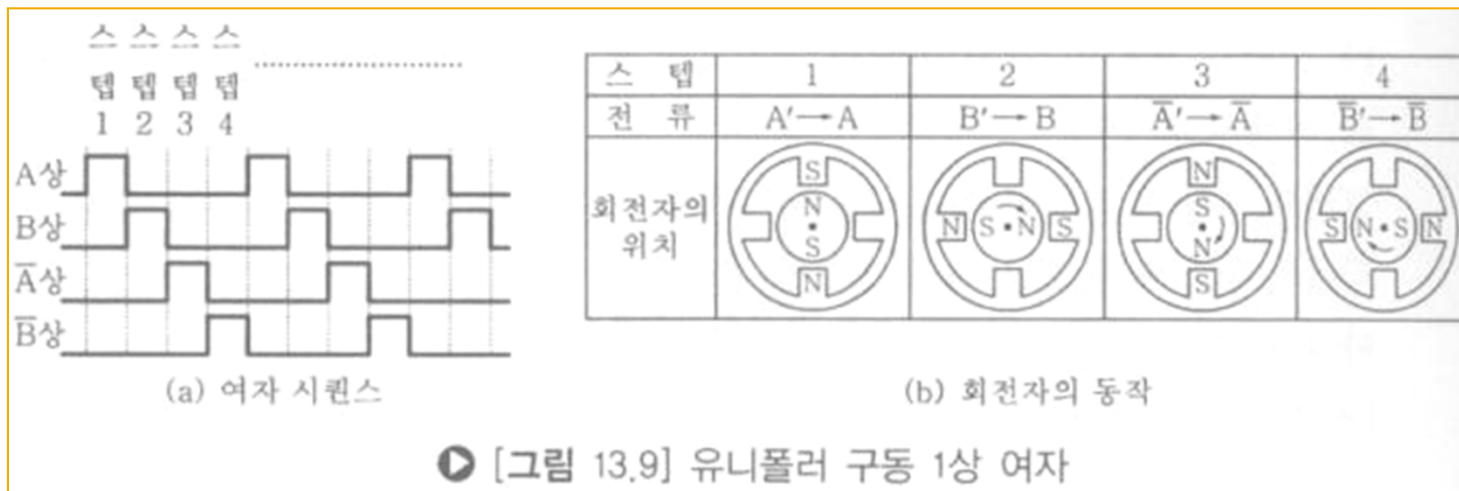 스 스 스 스
텝 텝 텝 텝
1 2 3 4
A상
B상
A̅상
B̅상
(a) 여자 시퀀스
스 텝 1 2 3 4
전 류 A′→A B′→B A̅′→A̅ B̅′→B̅
회전자의
위치
S
N
S
N
N S N S
N
S
N
S
S N S N
(b) 회전자의 동작
[그림 13.9] 유니폴러 구동 1상 여자